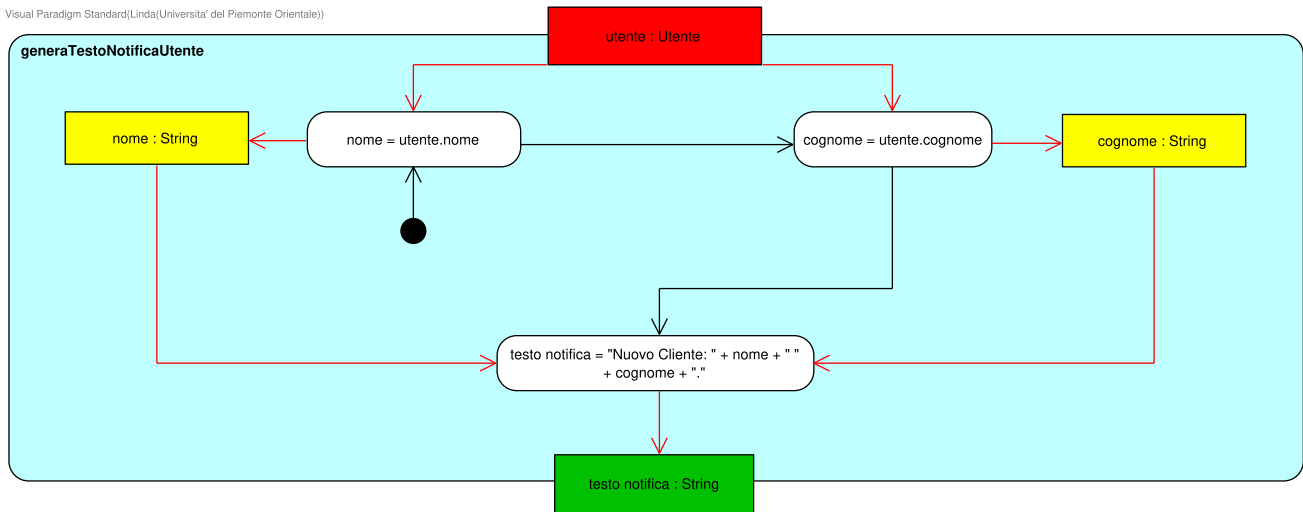 Visual Paradigm Standard(Linda(Universita' del Piemonte Orientale))
utente : Utente
generaTestoNotificaUtente
nome : String
nome = utente.nome
cognome = utente.cognome
cognome : String
testo notifica = "Nuovo Cliente: " + nome + " "
+ cognome + "."
testo notifica : String